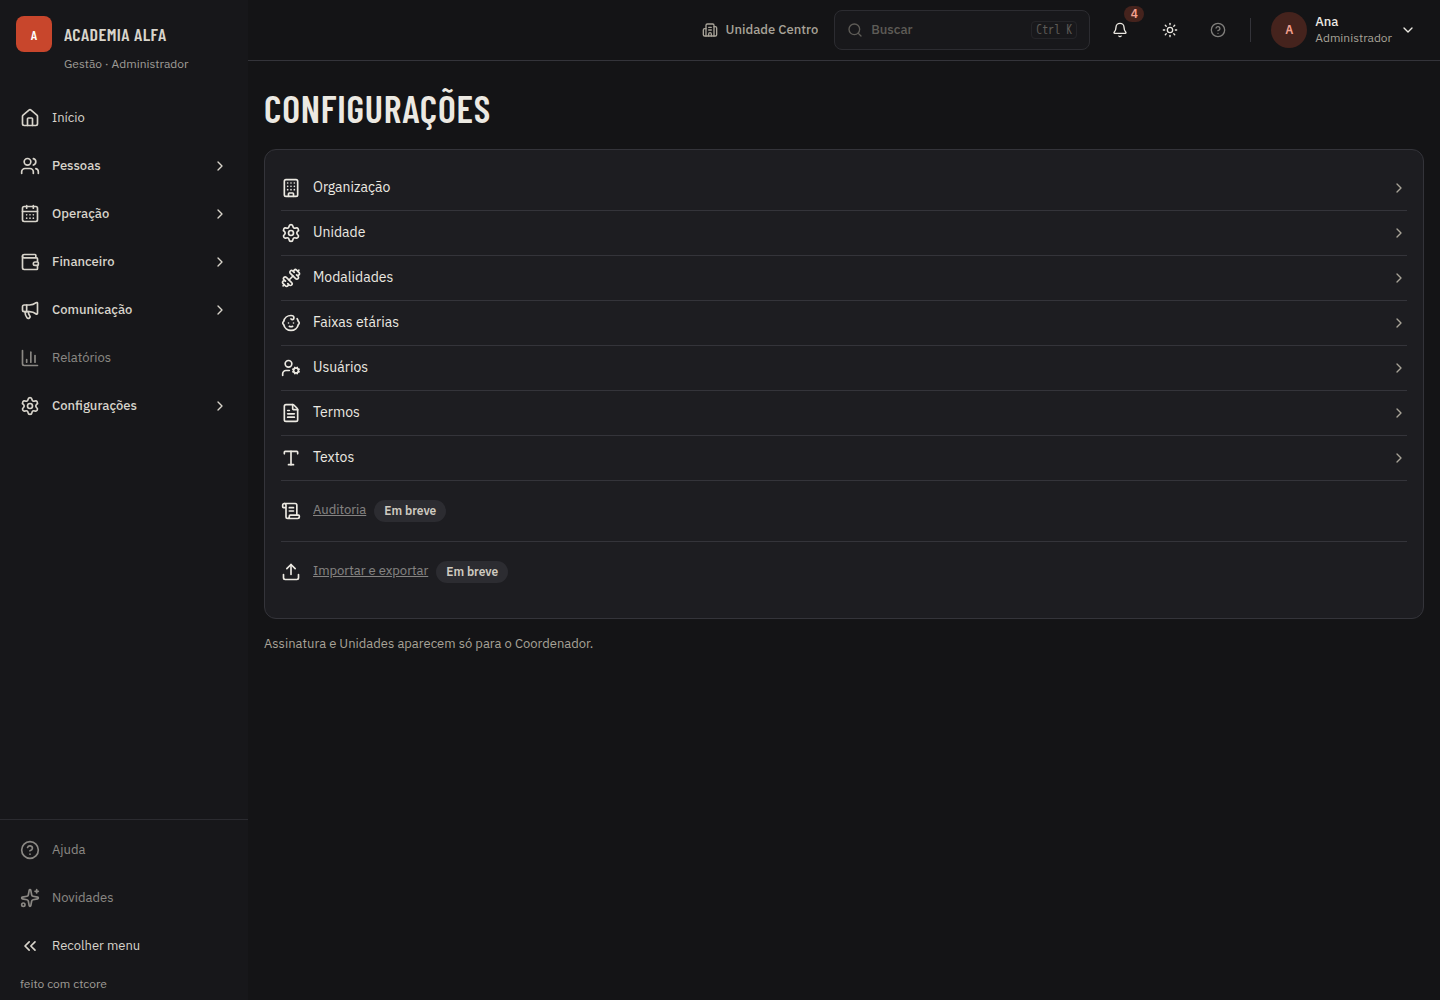 A
ACADEMIA ALFA
Gestão · Administrador
Início
Pessoas
Operação
Financeiro
Comunicação
Relatórios
Configurações
Ajuda
Novidades
Recolher menu
feito com ctcore
Unidade Centro
Buscar
Ctrl K
4
A
Ana
Administrador
CONFIGURAÇÕES
Organização
Unidade
Modalidades
Faixas etárias
Usuários
Termos
Textos
Auditoria Em breve
Importar e exportar Em breve
Assinatura e Unidades aparecem só para o Coordenador.